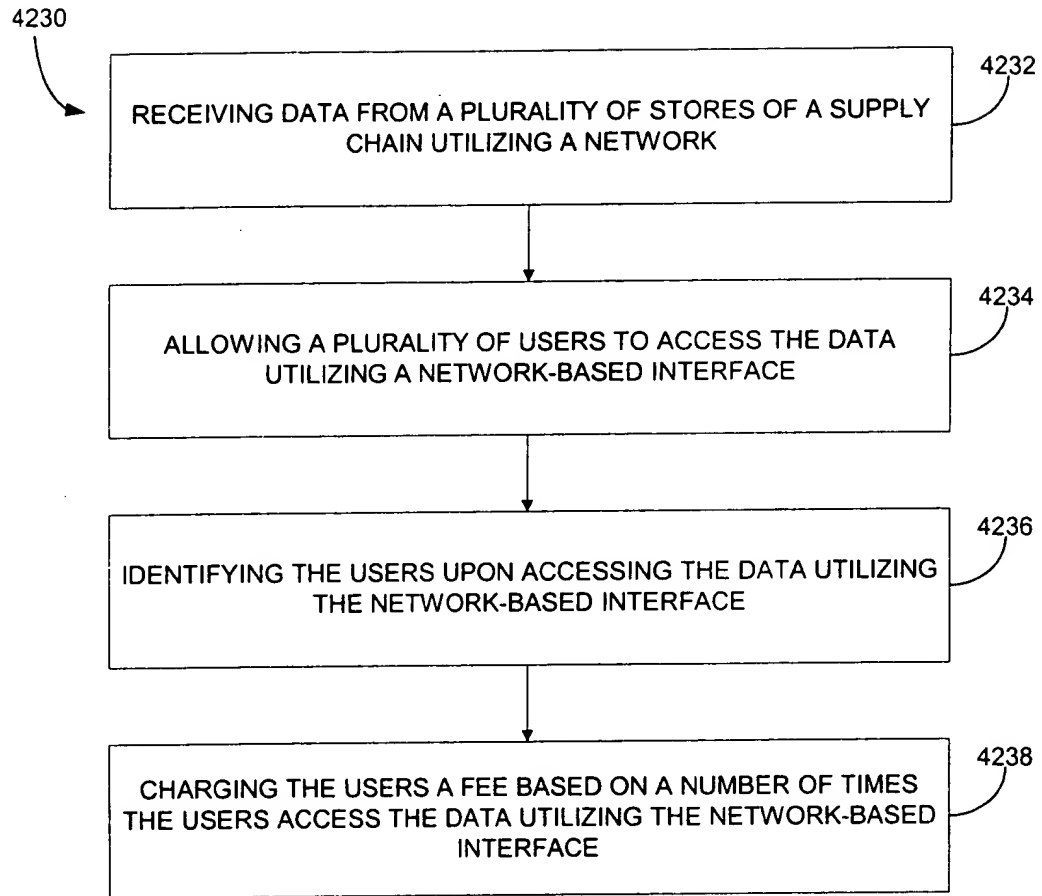 4230
4232
RECEIVING DATA FROM A PLURALITY OF STORES OF A SUPPLY
CHAIN UTILIZING A NETWORK
4234
ALLOWING A PLURALITY OF USERS TO ACCESS THE DATA
UTILIZING A NETWORK-BASED INTERFACE
4236
IDENTIFYING THE USERS UPON ACCESSING THE DATA UTILIZING
THE NETWORK-BASED INTERFACE
4238
CHARGING THE USERS A FEE BASED ON A NUMBER OF TIMES
THE USERS ACCESS THE DATA UTILIZING THE NETWORK-BASED
INTERFACE